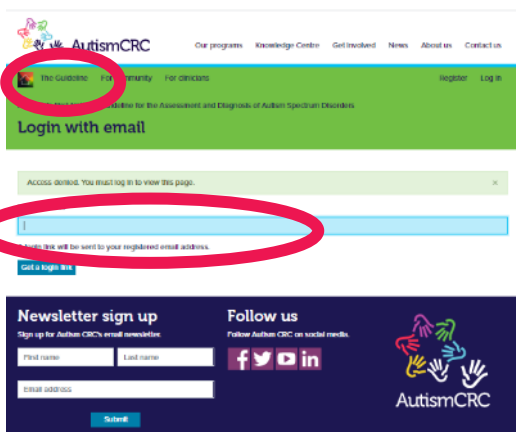 AutismCRC
Our programs Knowledge Centre Get involved News About us Contact us
The Guideline For community For clinicians Register Log in
for the Assessment and Diagnosis of Autism Spectrum Disorders
Login with email
Access denied. You must log in to view this page. ×
login link will be sent to your registered email address.
Get a login link
Newsletter sign up
Sign up for Autism CRC's email newsletter.
First name Last name
Email address
Submit
Follow us
Follow Autism CRC on social media.
f in
AutismCRC